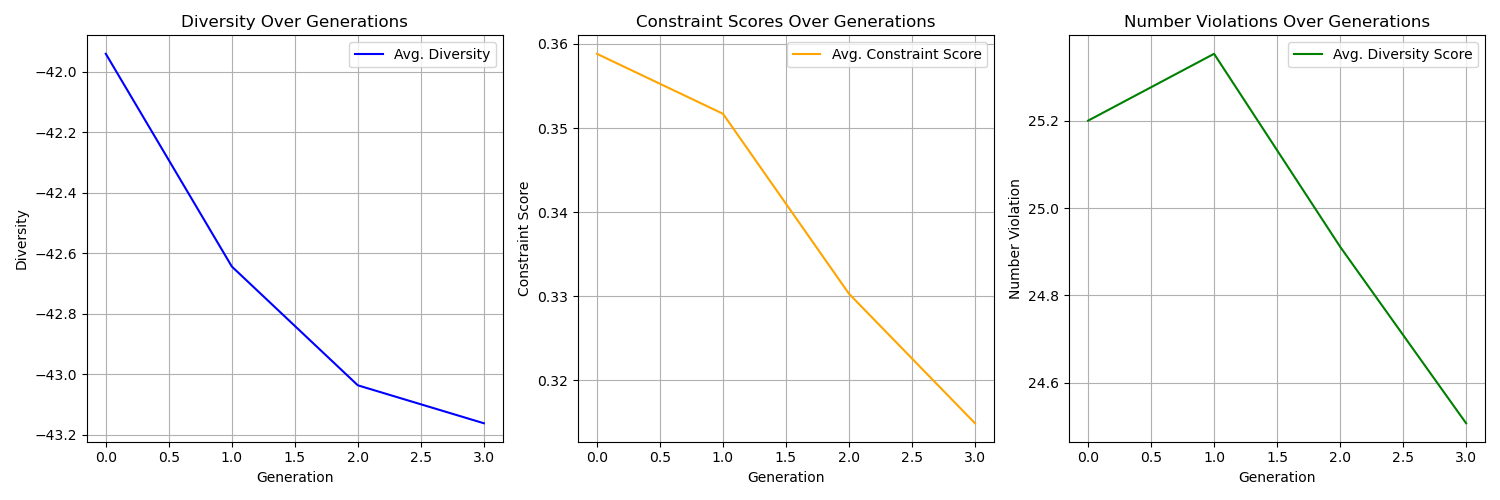 Diversity Over Generations
Avg. Diversity
−42.0
−42.2
−42.4
−42.6
−42.8
−43.0
−43.2
Diversity
0.0 0.5 1.0 1.5 2.0 2.5 3.0
Generation
Constraint Scores Over Generations
Avg. Constraint Score
0.36
0.35
0.34
0.33
0.32
Constraint Score
0.0 0.5 1.0 1.5 2.0 2.5 3.0
Generation
Number Violations Over Generations
Avg. Diversity Score
25.2
25.0
24.8
24.6
Number Violation
0.0 0.5 1.0 1.5 2.0 2.5 3.0
Generation